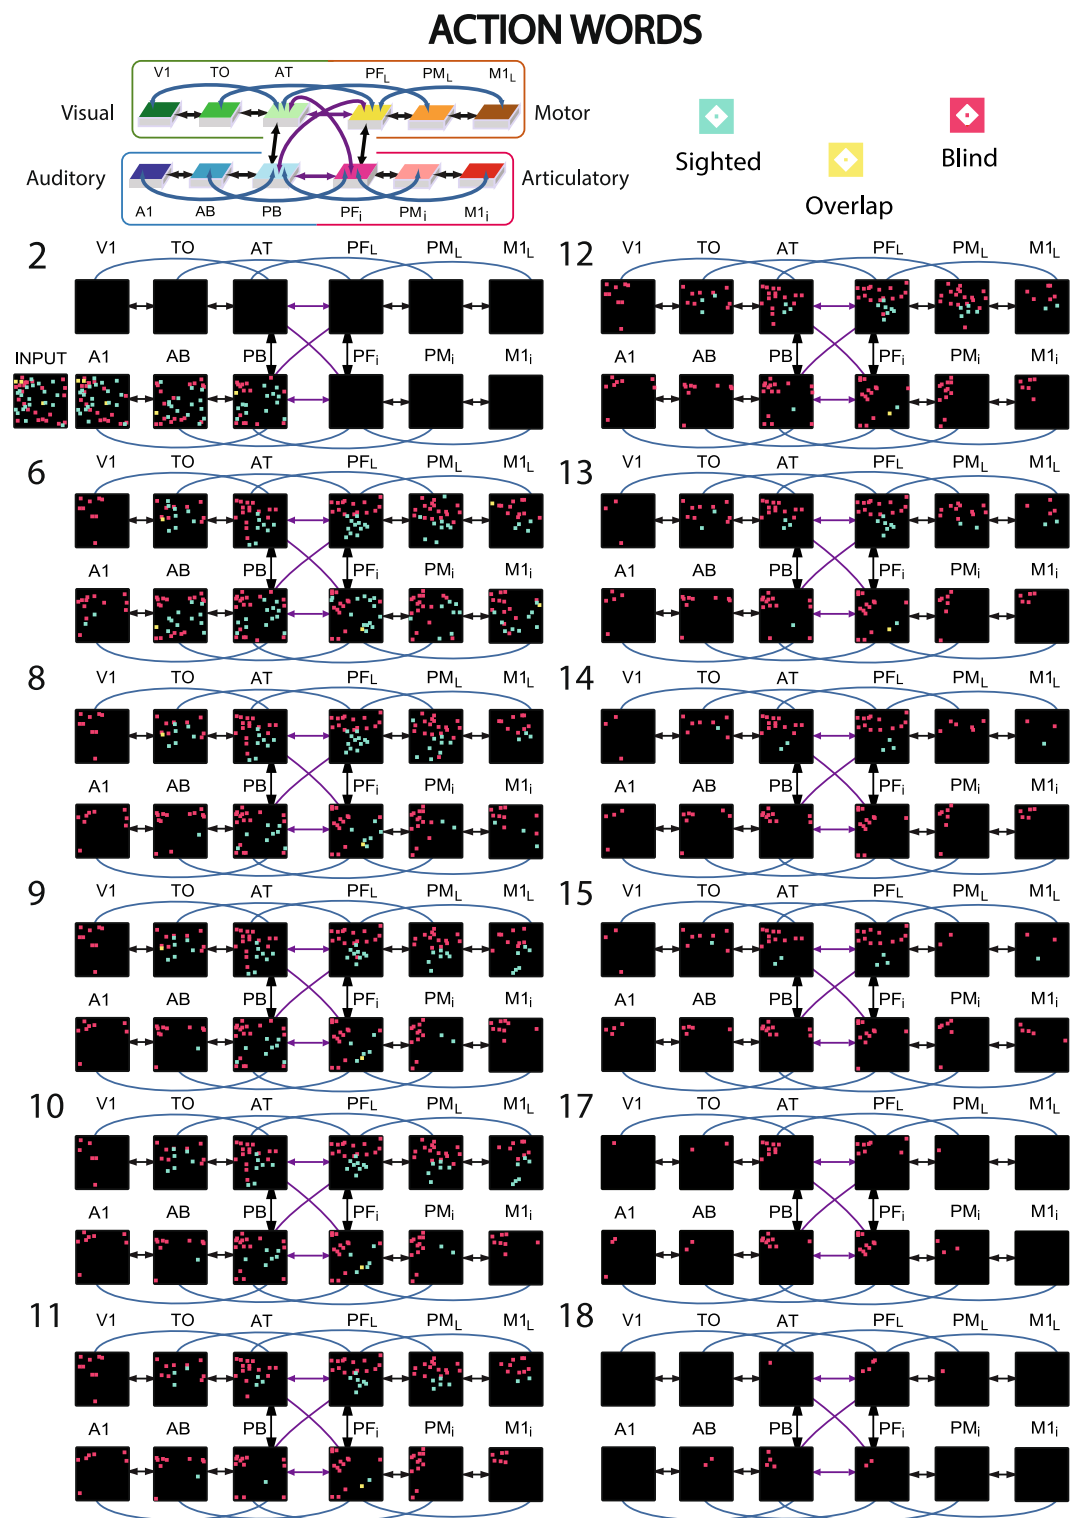 ACTION WORDS
V1 TO AT PFL PML M1L
Visual Motor
Auditory Articulatory
A1 AB PB PFi PMi M1i
Sighted
Overlap
Blind
2
V1 TO AT PFL PML M1L
INPUT A1 AB PB PFi PMi M1i
6
V1 TO AT PFL PML M1L
A1 AB PB PFi PMi M1i
8
V1 TO AT PFL PML M1L
A1 AB PB PFi PMi M1i
9
V1 TO AT PFL PML M1L
A1 AB PB PFi PMi M1i
10
V1 TO AT PFL PML M1L
A1 AB PB PFi PMi M1i
11
V1 TO AT PFL PML M1L
A1 AB PB PFi PMi M1i
12
V1 TO AT PFL PML M1L
A1 AB PB PFi PMi M1i
13
V1 TO AT PFL PML M1L
A1 AB PB PFi PMi M1i
14
V1 TO AT PFL PML M1L
A1 AB PB PFi PMi M1i
15
V1 TO AT PFL PML M1L
A1 AB PB PFi PMi M1i
17
V1 TO AT PFL PML M1L
A1 AB PB PFi PMi M1i
18
V1 TO AT PFL PML M1L
A1 AB PB PFi PMi M1i